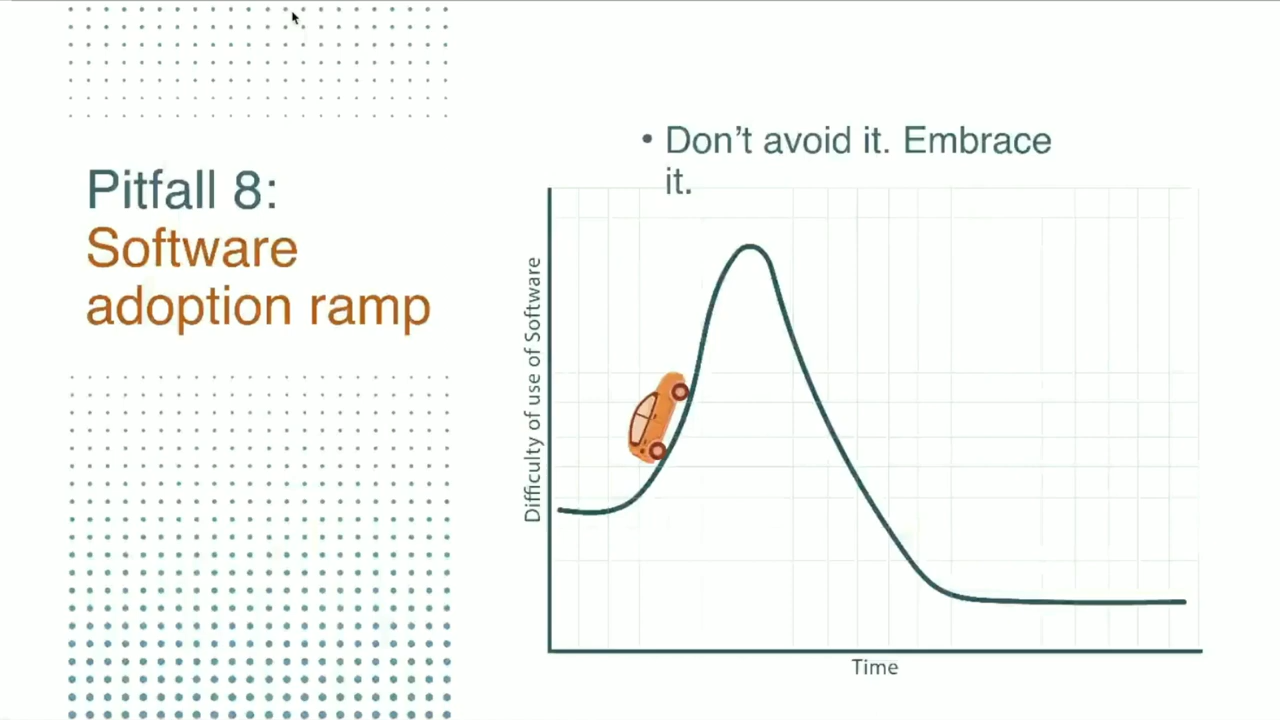 Pitfall 8:
Software
adoption ramp
• Don’t avoid it. Embrace
it.
Difficulty of use of Software
Time